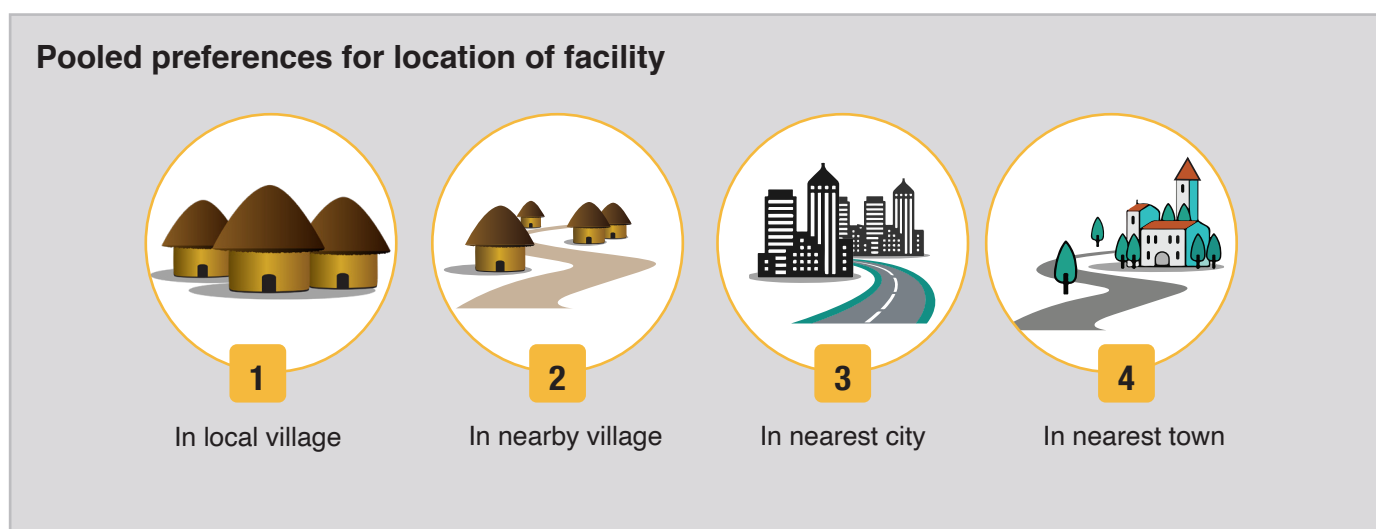 Pooled preferences for location of facility
1
2
3
4
In local village
In nearby village
In nearest city
In nearest town